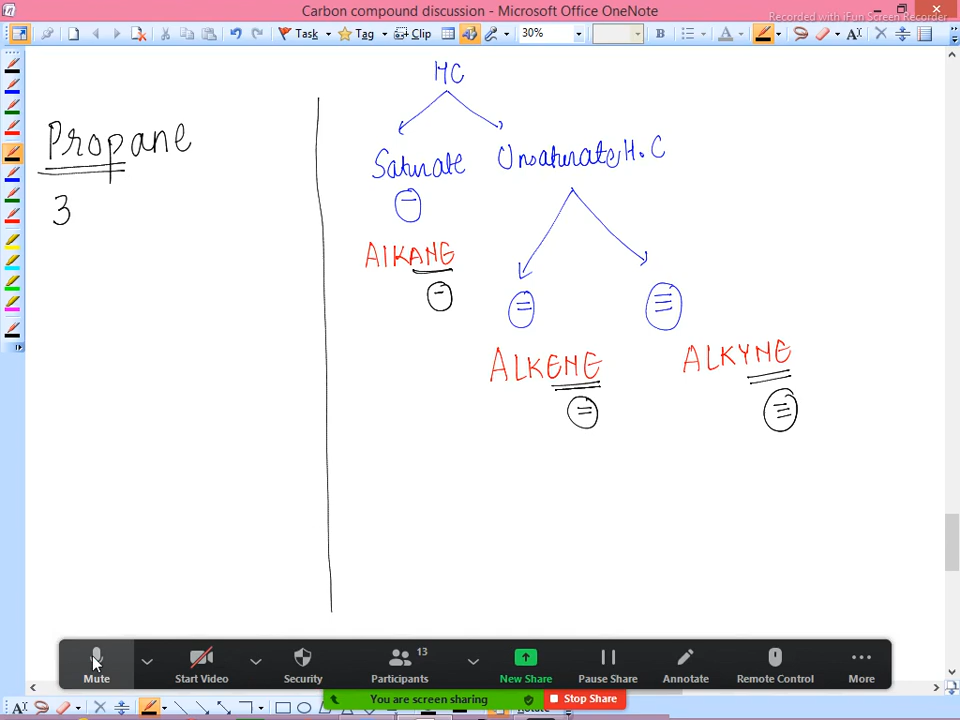 Carbon compound discussion - Microsoft Office OneNote
Recorded with iFun Screen Recorder
Task
Tag
Clip
30%
B
A
HC
Propane
3
Saturate
Unsaturate H.C
AlKANE
ALKENE
ALKYNE
Mute
Start Video
Security
Participants
13
New Share
Pause Share
Annotate
Remote Control
More
You are screen sharing
Stop Share